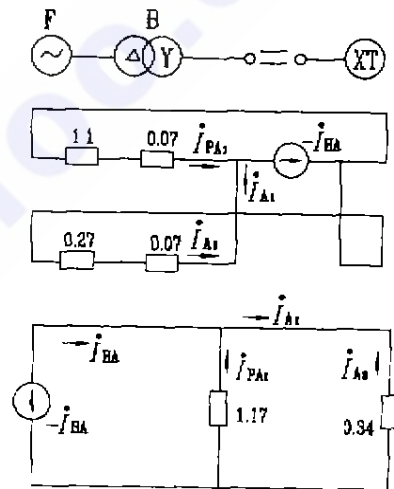 F B
~ Δ Y XT
1.1 0.07 İPA₂ -İHA
İA₁
0.27 0.07 İA₂
İA₁
İHA İPA₁ İA₂
-İHA 1.17 0.34